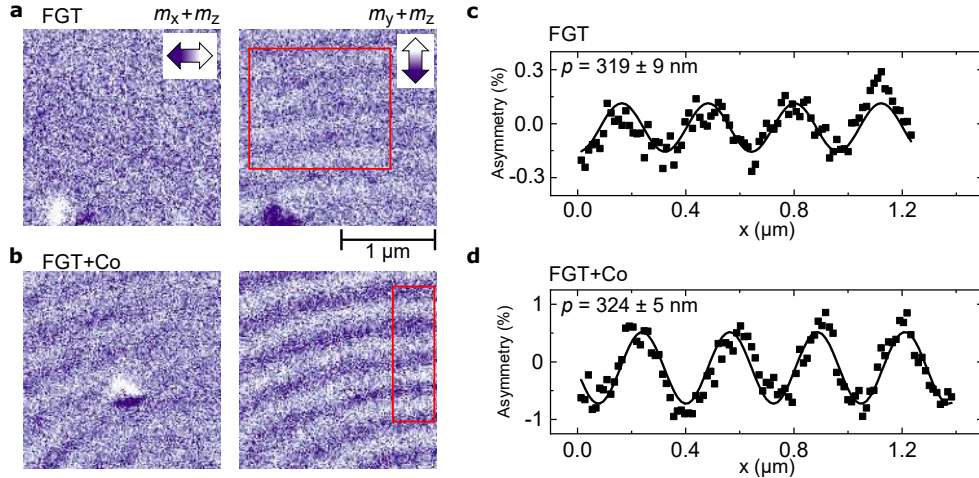 a FGT mx+mz my+mz
1 µm
b FGT+Co
c FGT
p = 319 ± 9 nm
Asymmetry (%)
0.3
0.0
-0.3
0.0 0.4 0.8 1.2
x (µm)
d FGT+Co
p = 324 ± 5 nm
Asymmetry (%)
1
0
-1
0.0 0.4 0.8 1.2
x (µm)